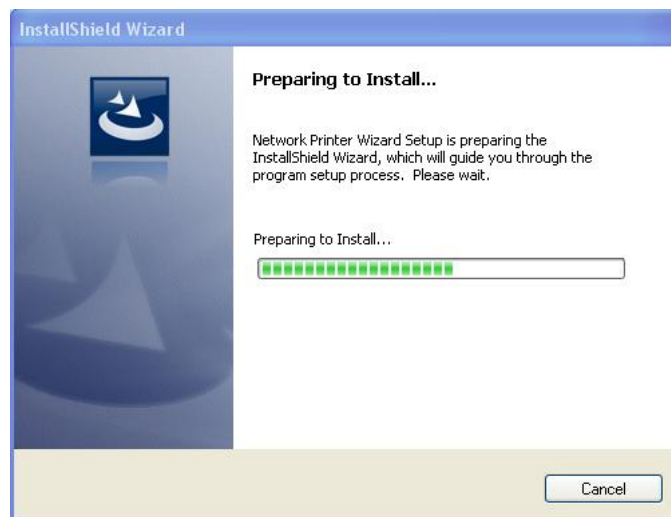 InstallShield Wizard
Preparing to Install...
Network Printer Wizard Setup is preparing the
InstallShield Wizard, which will guide you through the
program setup process.  Please wait.
Preparing to Install...
Cancel